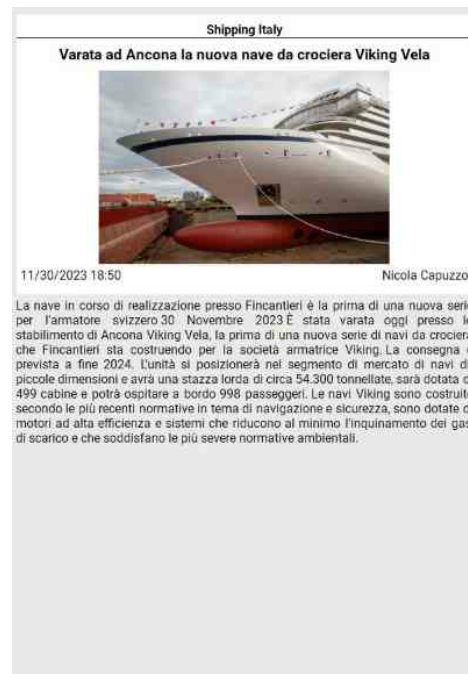 Shipping Italy
Varata ad Ancona la nuova nave da crociera Viking Vela
11/30/2023 18:50 Nicola Capuzzo
La nave in corso di realizzazione presso Fincantieri è la prima di una nuova serie
per l'armatore svizzero 30 Novembre 2023 È stata varata oggi presso lo
stabilimento di Ancona Viking Vela, la prima di una nuova serie di navi da crociera
che Fincantieri sta costruendo per la società armatrice Viking. La consegna
prevista a fine 2024. L'unità si posizionerà nel segmento di mercato di navi di
piccole dimensioni e avrà una stazza lorda di circa 54.300 tonnellate, sarà dotata
499 cabine e potrà ospitare a bordo 998 passeggeri. Le navi Viking sono costruite
secondo le più recenti normative in tema di navigazione e sicurezza, sono dotate
motori ad alta efficienza e sistemi che riducono al minimo l'inquinamento dei gas
di scarico e che soddisfano le più severe normative ambientali.